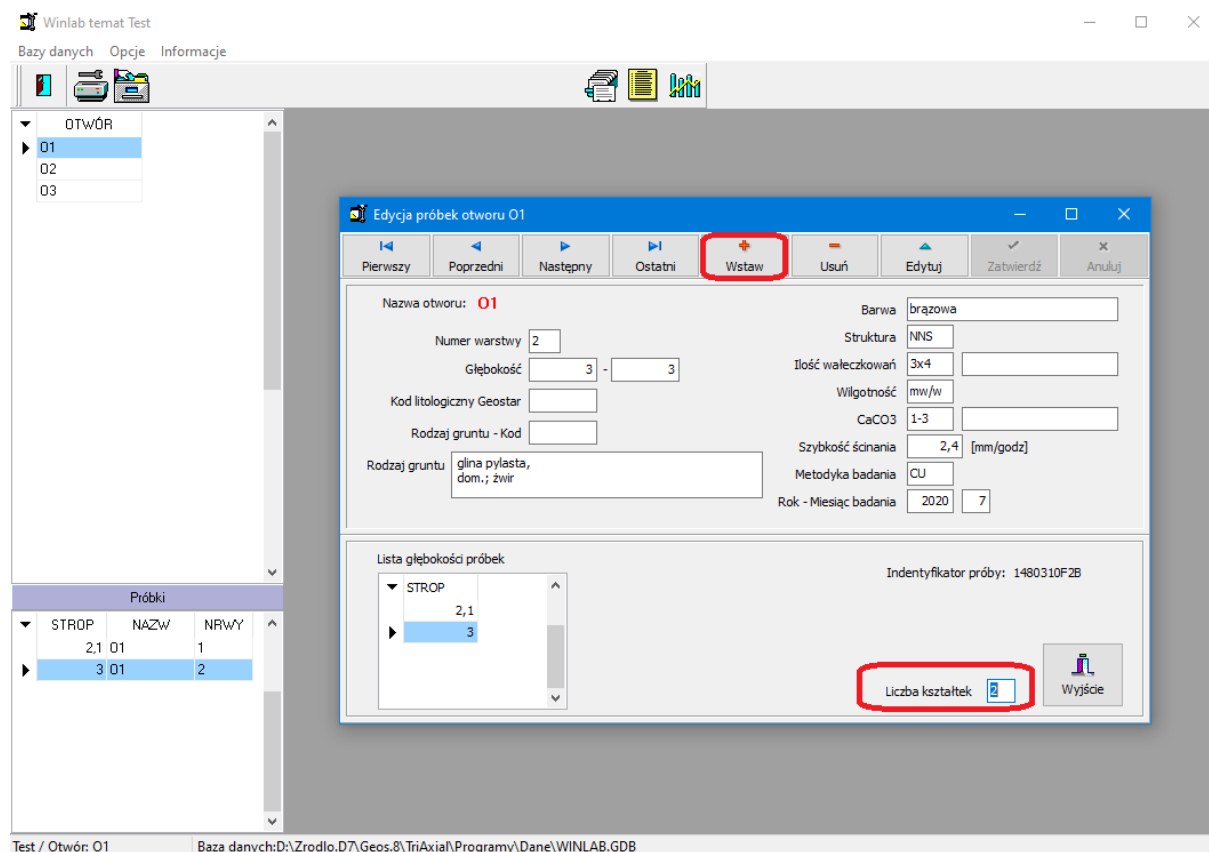 Winlab temat Test
Bazy danych Opcje Informacje
OTWÓR
O1
O2
O3
Próbki
STROP NAZW NRWY
2,1 O1 1
3 O1 2
Edycja próbek otworu O1
Pierwszy Poprzedni Następny Ostatni Wstaw Usuń Edytuj Zatwierdź Anuluj
Nazwa otworu: O1
Numer warstwy 2
Głębokość 3 - 3
Kod litologiczny Geostar
Rodzaj gruntu - Kod
Rodzaj gruntu glina pylasta,
dom.; żwir
Barwa brązowa
Struktura NNS
Ilość wałeczkowań 3x4
Wilgotność mw/w
CaCO3 1-3
Szybkość ścinania 2,4 [mm/godz]
Metodyka badania CU
Rok - Miesiąc badania 2020 7
Lista głębokości próbek
STROP
2,1
3
Indentyfikator próby: 1480310F2B
Liczba kształtek 2
Wyjście
Test / Otwór: O1 Baza danych:D:\Zrodlo.D7\Geos.8\TriAxial\Programy\Dane\WINLAB.GDB